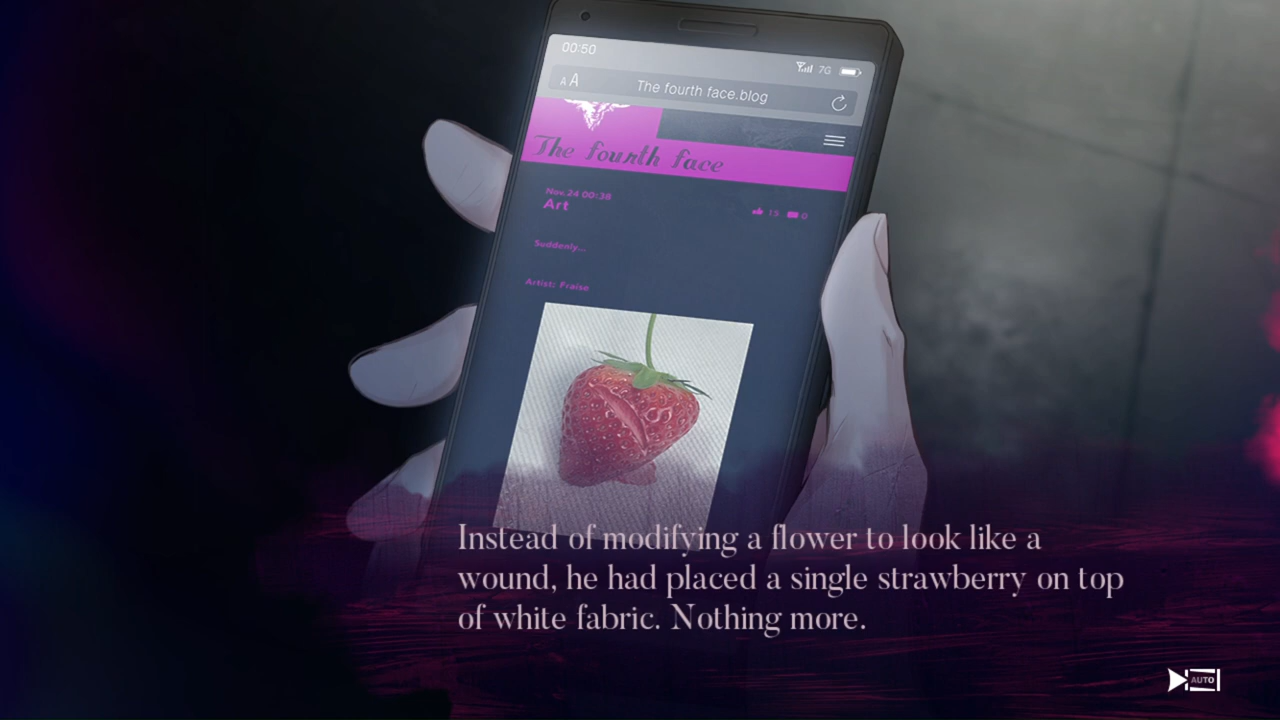 00:50
7G
AA
The fourth face.blog
The fourth face
Nov.24 00:38
Art
15 0
Suddenly...
Artist: Fraise
Instead of modifying a flower to look like a
wound, he had placed a single strawberry on top
of white fabric. Nothing more.
AUTO